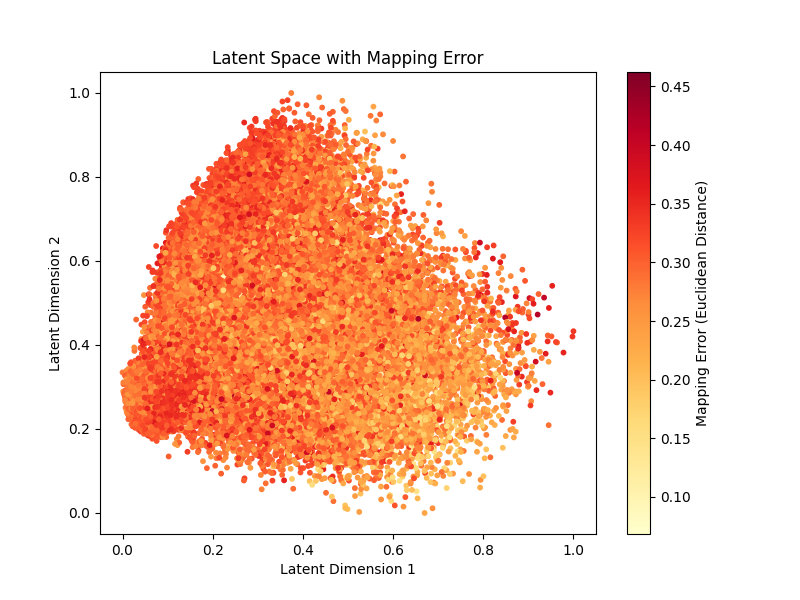 Latent Space with Mapping Error
1.0
0.8
0.6
0.4
0.2
0.0
Latent Dimension 2
0.0 0.2 0.4 0.6 0.8 1.0
Latent Dimension 1
0.45
0.40
0.35
0.30
0.25
0.20
0.15
0.10
Mapping Error (Euclidean Distance)